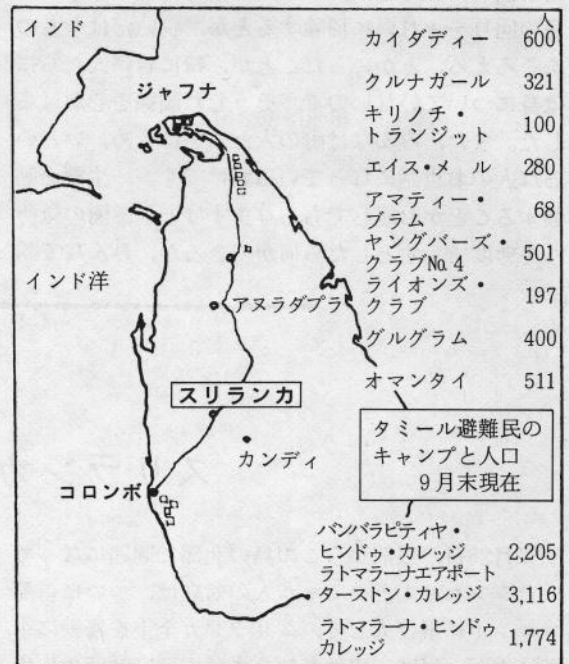 インド
ジャフナ
インド洋
アヌラダプラ
スリランカ
カンディ
コロンボ
カイダディー 600
クルナガール 321
キリノチ・
トランジット 100
エイス・メル 280
アマティー・
プラム 68
ヤングバーズ・
クラブNo.4 501
ライオンズ・
クラブ 197
グルグラム 400
オマンタイ 511
タミール避難民の
キャンプと人口
9月末現在
バンバラピティヤ・
ヒンドゥ・カレッジ 2,205
ラトマラーナエアポート
ターストン・カレッジ 3,116
ラトマラーナ・ヒンドゥ
カレッジ 1,774